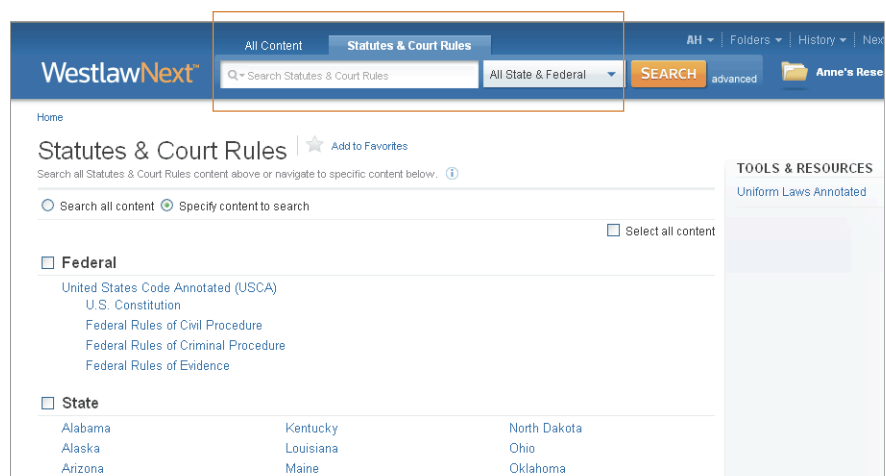 All Content Statutes & Court Rules AH Folders History
WestlawNext™ Search Statutes & Court Rules All State & Federal SEARCH advanced Anne's
Home
Statutes & Court Rules Add to Favorites
Search all Statutes & Court Rules content above or navigate to specific content below. i
TOOLS & RESOURCES
Uniform Laws Annotated
Search all content Specify content to search
Select all content
Federal
United States Code Annotated (USCA)
U.S. Constitution
Federal Rules of Civil Procedure
Federal Rules of Criminal Procedure
Federal Rules of Evidence
State
Alabama Kentucky North Dakota
Alaska Louisiana Ohio
Arizona Maine Oklahoma